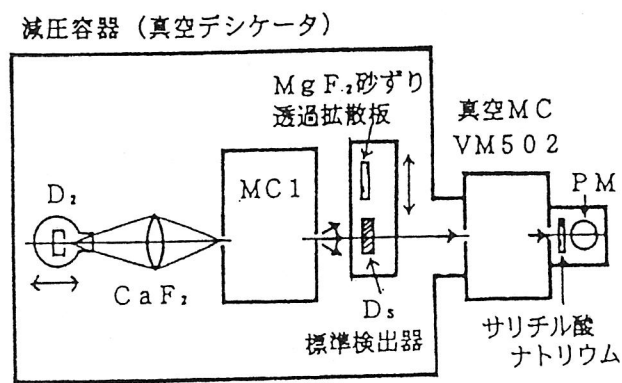 減圧容器（真空デシケータ）
MgF₂砂ずり
透過拡散板
真空MC
VM502
D₂
MC1
PM
CaF₂
Ds
標準検出器
サリチル酸
ナトリウム